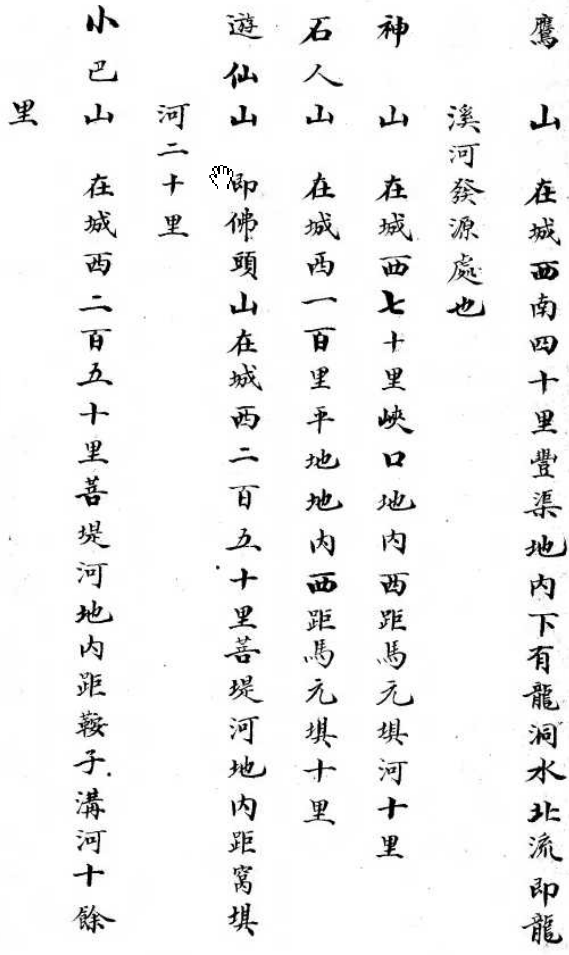 鷹山 在城西南四十里豐渠地內下有龍洞水北流即龍
溪河發源處也
神山 在城西七十里峽口地內西距馬元塤河十里
石人山 在城西一百里平地地內西距馬元塤十里
遊仙山 即佛頭山在城西二百五十里菩堤河地內距窩塤
河二十里
小巴山 在城西二百五十里菩堤河地內距鞍子溝河十餘
里